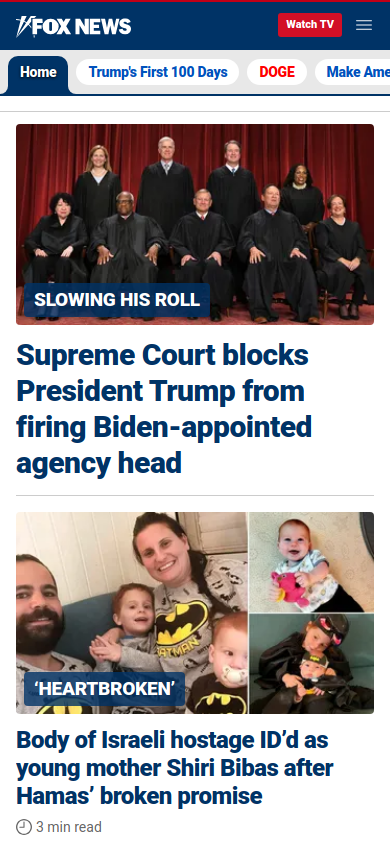 FOX NEWS
Watch TV
Home
Trump's First 100 Days
DOGE
Make Ame
SLOWING HIS ROLL
Supreme Court blocks
President Trump from
firing Biden-appointed
agency head
BATMAN
‘HEARTBROKEN’
Body of Israeli hostage ID’d as
young mother Shiri Bibas after
Hamas’ broken promise
3 min read